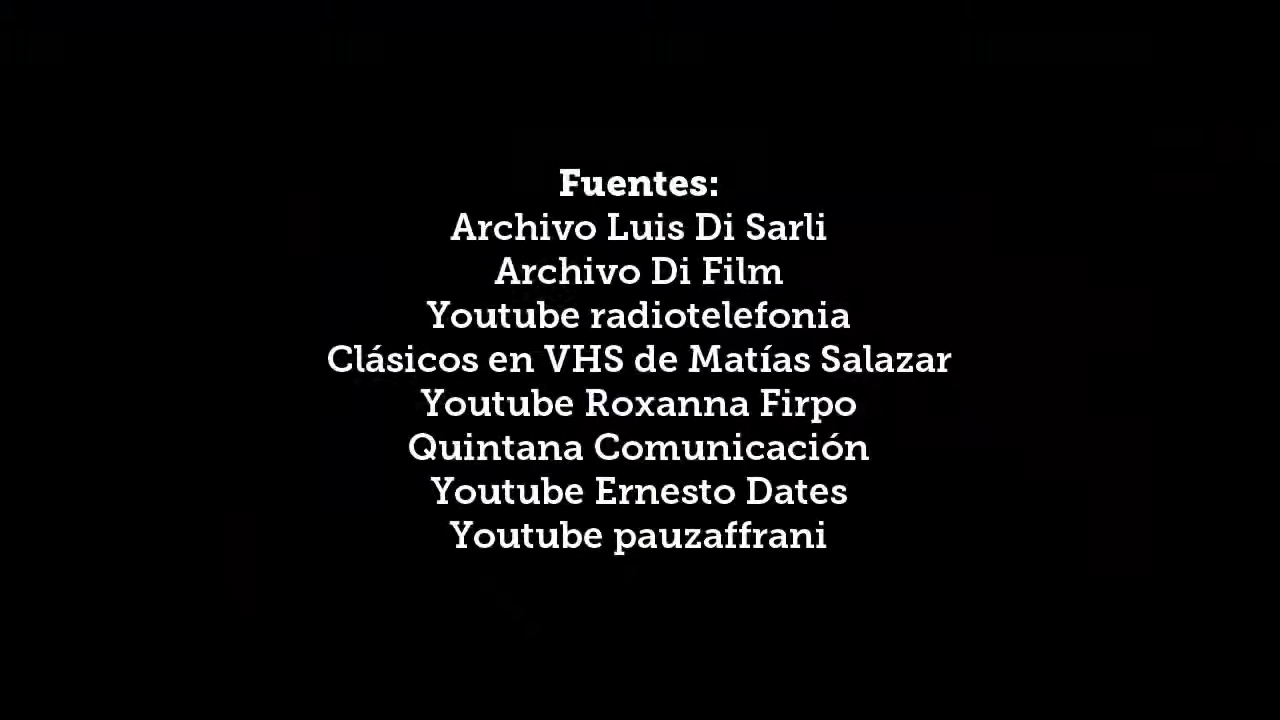 Fuentes:
Archivo Luis Di Sarli
Archivo Di Film
Youtube radiotelefonia
Clásicos en VHS de Matías Salazar
Youtube Roxanna Firpo
Quintana Comunicación
Youtube Ernesto Dates
Youtube pauzaffrani